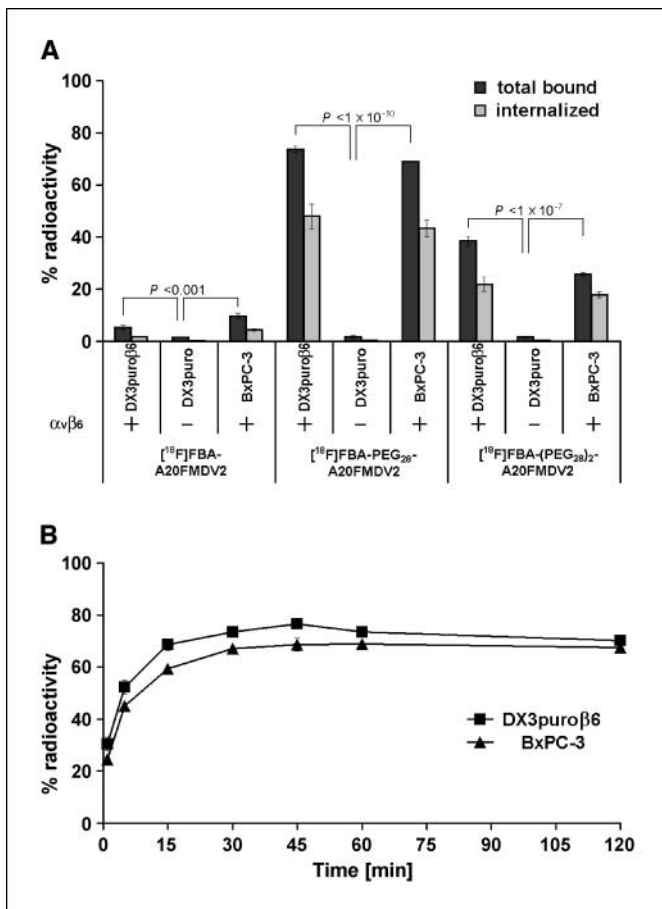 A
100
80
60
40
20
0
% radioactivity
total bound
internalized
P <0.001
P <1 x 10⁻¹⁰
P <1 x 10⁻⁷
DX3puroβ6
DX3puro
BxPC-3
DX3puroβ6
DX3puro
BxPC-3
DX3puroβ6
DX3puro
BxPC-3
αvβ6
+ − + + − + + − +
[¹⁸F]FBA-
A20FMDV2
[¹⁸F]FBA-PEG₂₈-
A20FMDV2
[¹⁸F]FBA-(PEG₂₈)₂-
A20FMDV2
B
100
80
60
40
20
0
% radioactivity
DX3puroβ6
BxPC-3
0 15 30 45 60 75 90 105 120
Time [min]